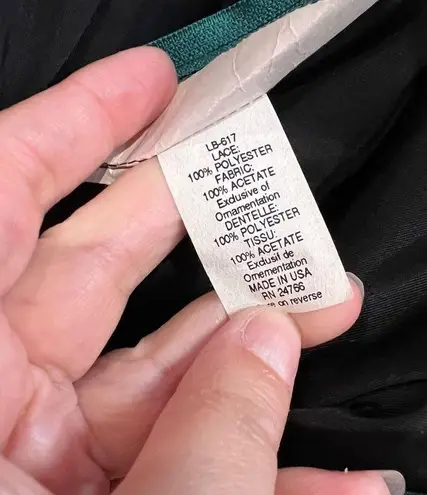 LB-617
LACE:
100% POLYESTER
FABRIC:
100% ACETATE
Exclusive of
Ornamentation
DENTELLE:
100% POLYESTER
TISSU:
100% ACETATE
Exclusif de
Ornementation
MADE IN USA
RN 24766
on reverse